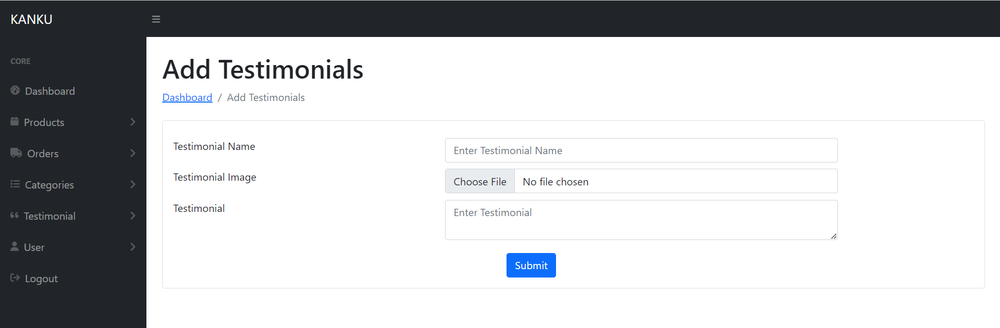 KANKU
CORE
Dashboard
Products
Orders
Categories
Testimonial
User
Logout
Add Testimonials
Dashboard / Add Testimonials
Testimonial Name
Enter Testimonial Name
Testimonial Image
Choose File No file chosen
Testimonial
Enter Testimonial
Submit